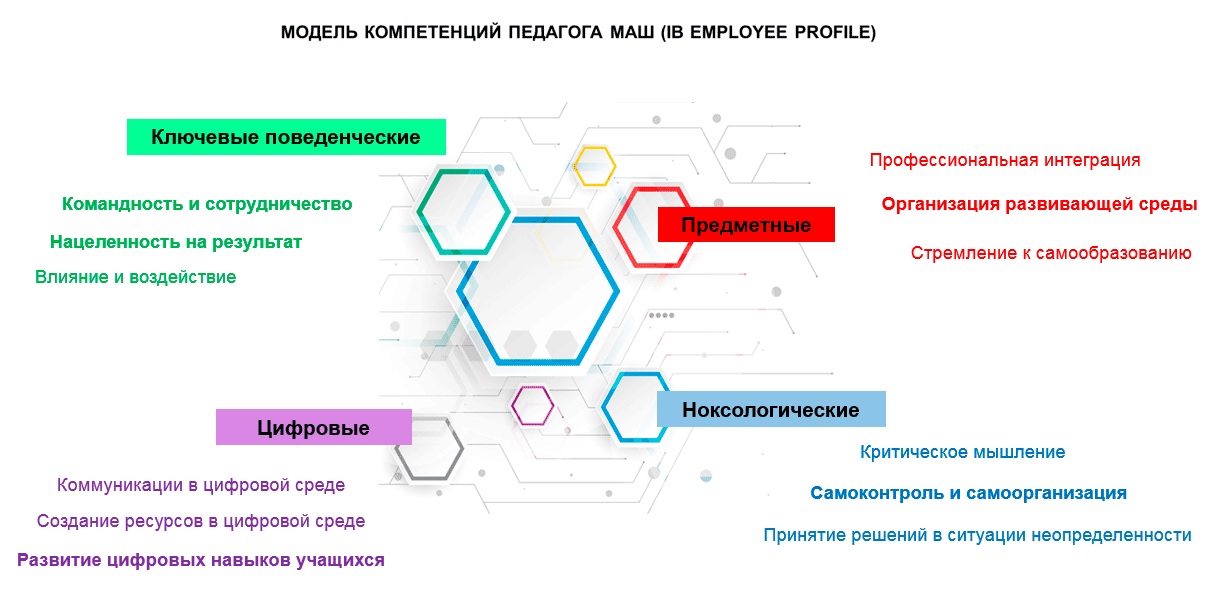 МОДЕЛЬ КОМПЕТЕНЦИЙ ПЕДАГОГА МАШ (IB EMPLOYEE PROFILE)
Ключевые поведенческие
Командность и сотрудничество
Нацеленность на результат
Влияние и воздействие
Предметные
Профессиональная интеграция
Организация развивающей среды
Стремление к самообразованию
Цифровые
Коммуникации в цифровой среде
Создание ресурсов в цифровой среде
Развитие цифровых навыков учащихся
Ноксологические
Критическое мышление
Самоконтроль и самоорганизация
Принятие решений в ситуации неопределенности